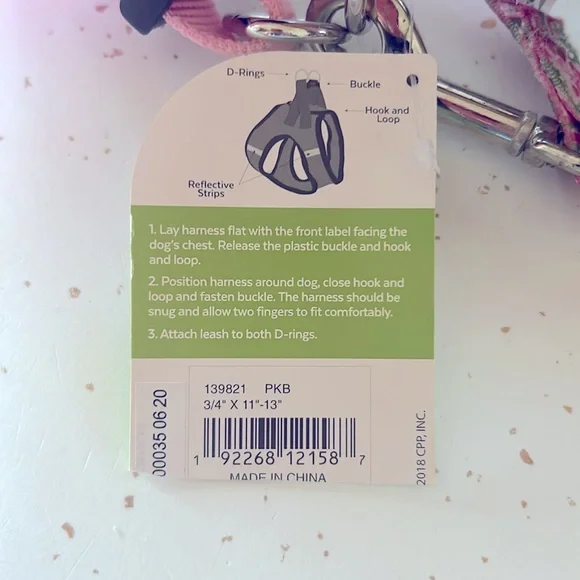 D-Rings
Buckle
Hook and
Loop
Reflective
Strips
1. Lay harness flat with the front label facing the
dog's chest. Release the plastic buckle and hook
and loop.
2. Position harness around dog, close hook and
loop and fasten buckle. The harness should be
snug and allow two fingers to fit comfortably.
3. Attach leash to both D-rings.
139821 PKB
3/4" X 11"-13"
1 92268 12158 7
MADE IN CHINA
00035 06 20
2018 CPP, INC.